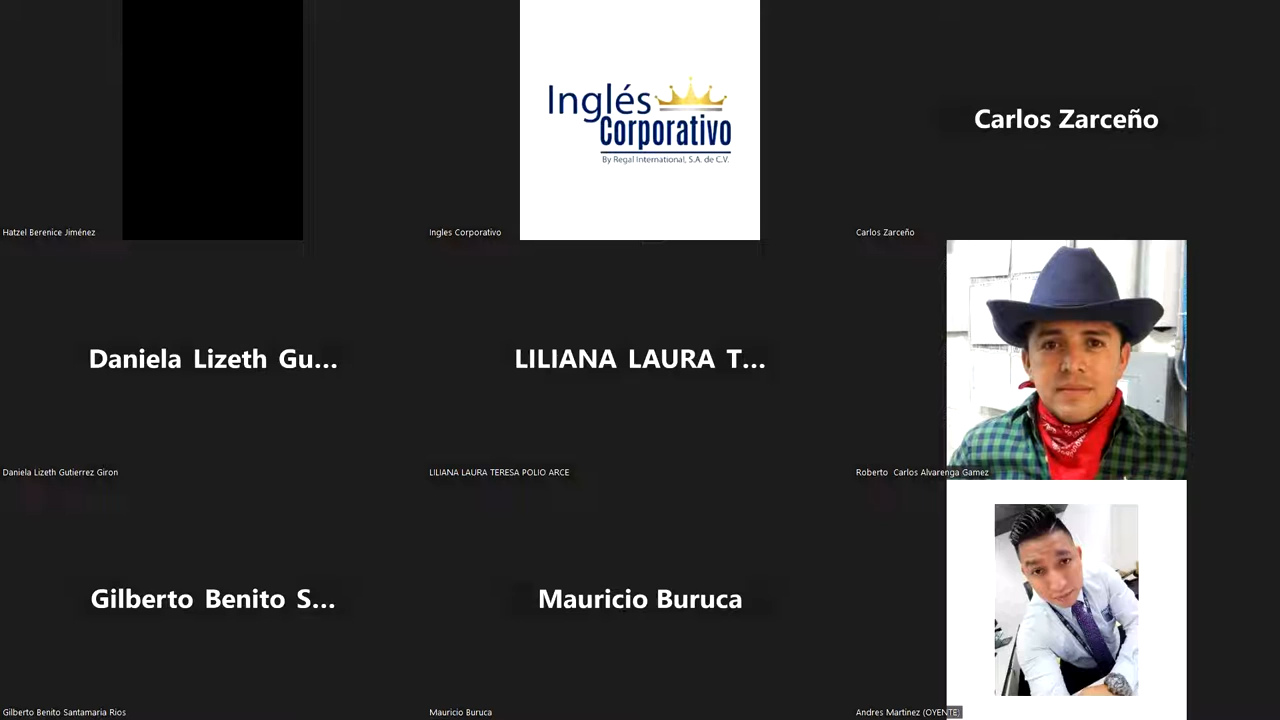 Inglés
Corporativo
By Regal International, S.A. de C.V.
Carlos Zarceño
Hatzel Berenice Jiménez
Ingles Corporativo
Carlos Zarceño
Daniela Lizeth Gu...
LILIANA LAURA T...
Daniela Lizeth Gutierrez Giron
LILIANA LAURA TERESA POLIO ARCE
Roberto Carlos Alvarenga Gamez
Gilberto Benito S...
Mauricio Buruca
Gilberto Benito Santamaria Rios
Mauricio Buruca
Andres Martinez (OYENTE)